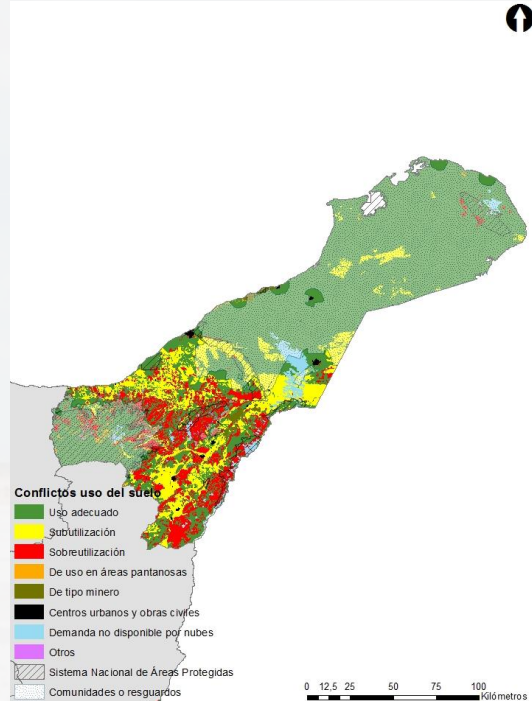 Conflictos uso del suelo
Uso adecuado
Subutilización
Sobreutilización
De uso en áreas pantanosas
De tipo minero
Centros urbanos y obras civiles
Demanda no disponible por nubes
Otros
Sistema Nacional de Áreas Protegidas
Comunidades o resguardos
0 12,5 25 50 75 100
Kilómetros